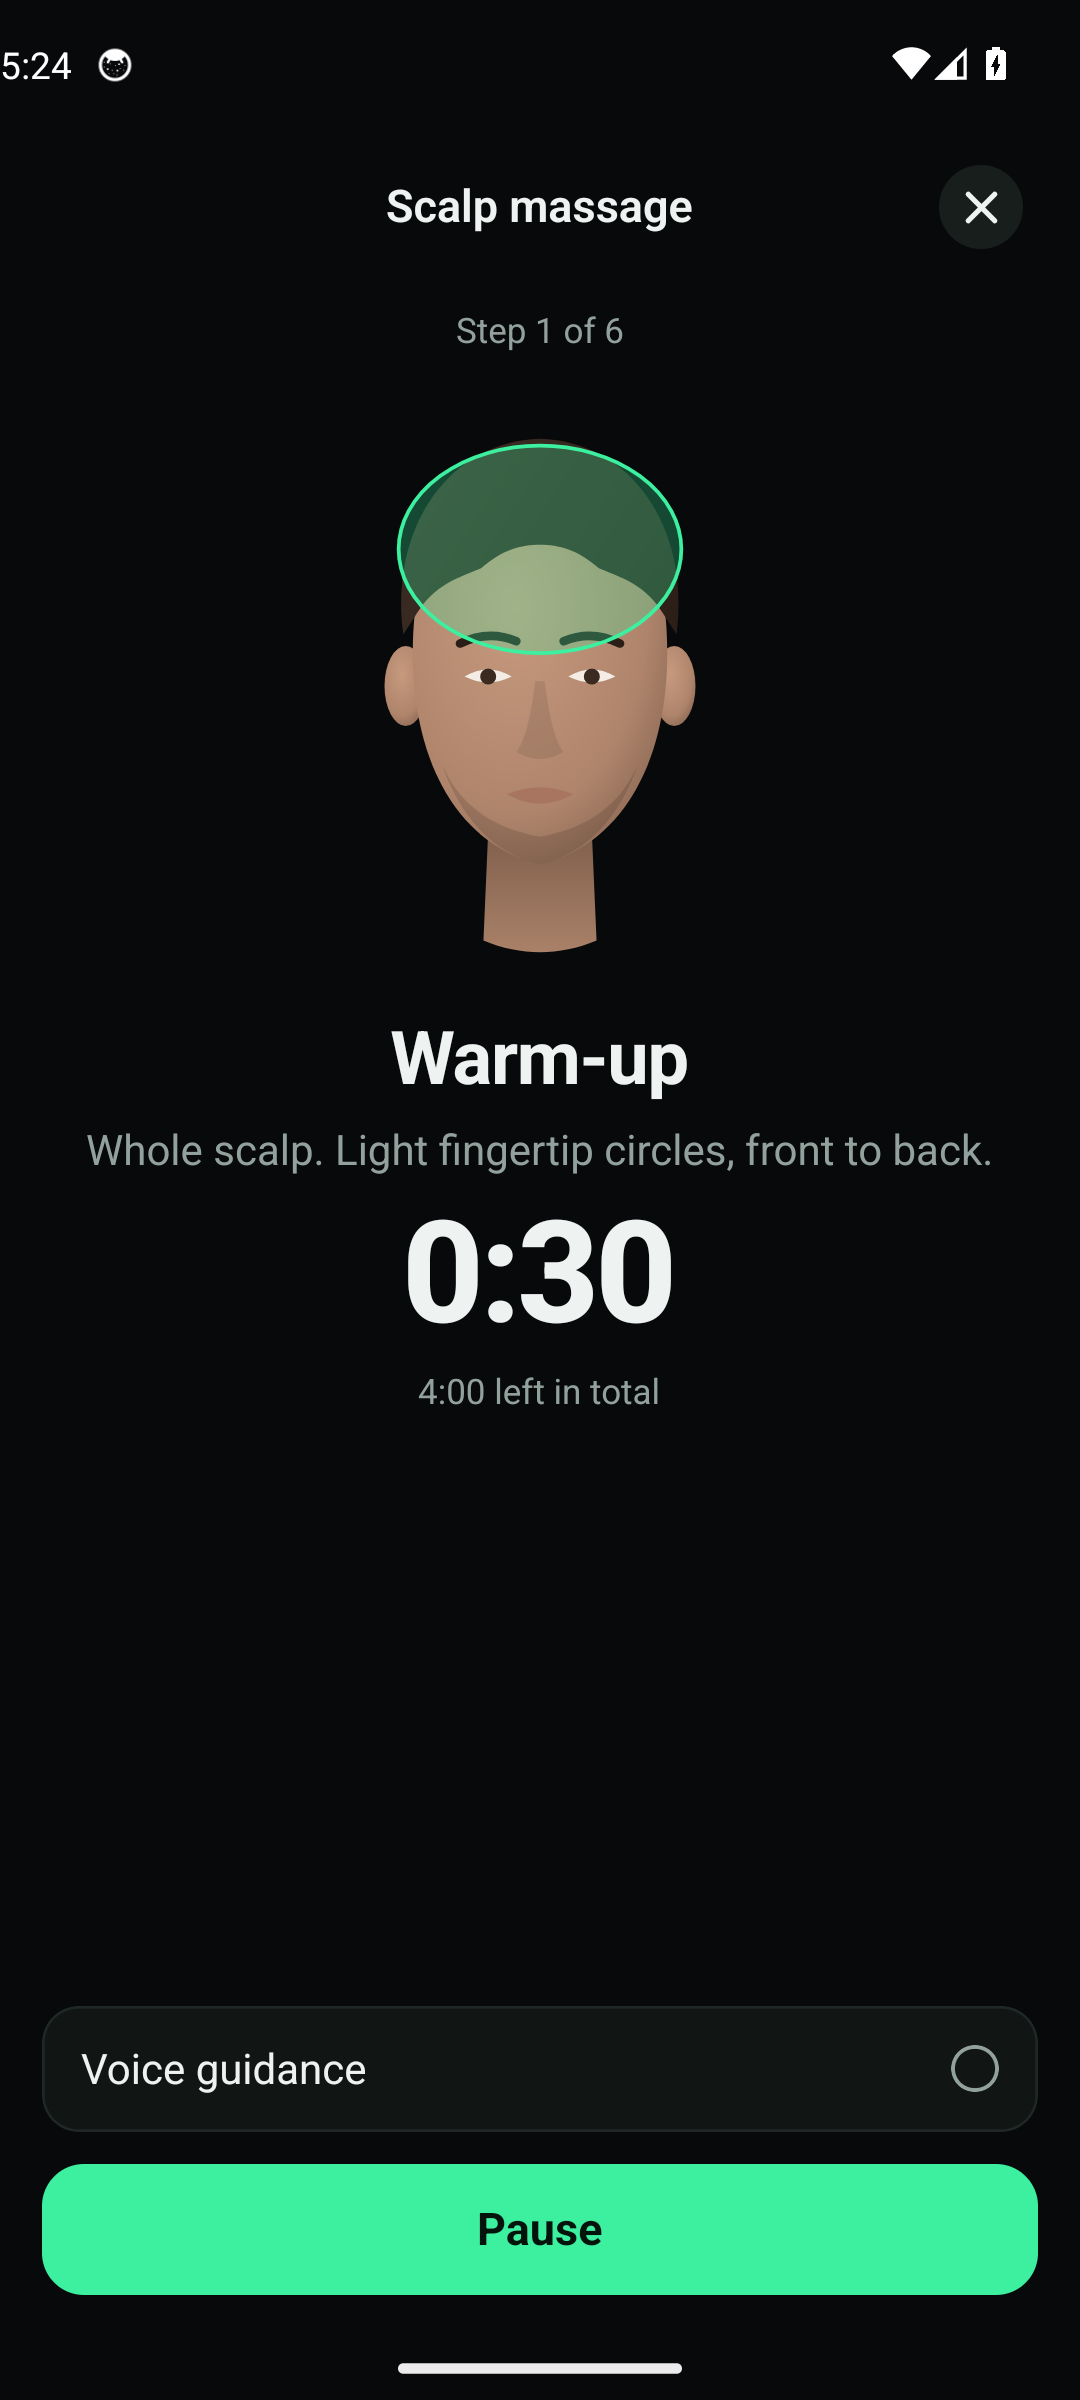 5:24
Scalp massage
Step 1 of 6
Warm-up
Whole scalp. Light fingertip circles, front to back.
0:30
4:00 left in total
Voice guidance
Pause